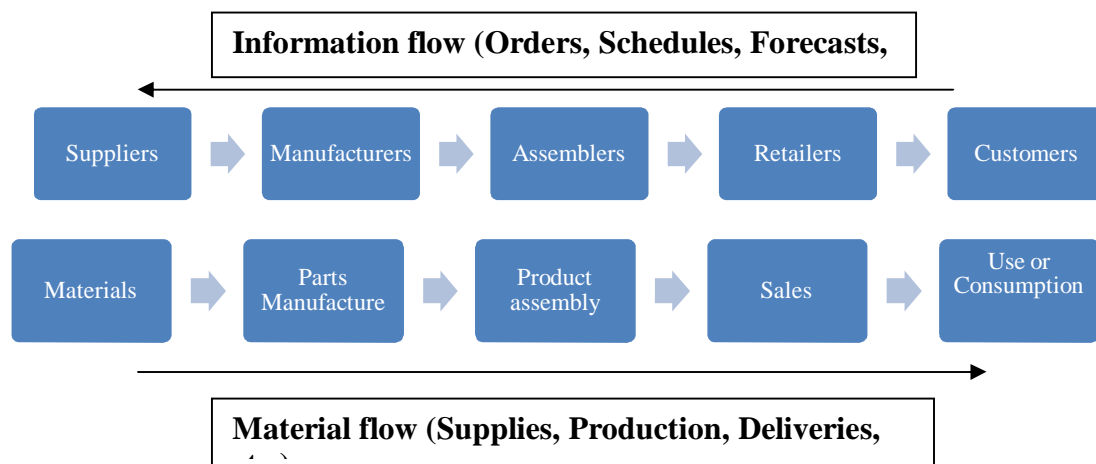 Information flow (Orders, Schedules, Forecasts,
Suppliers
Manufacturers
Assemblers
Retailers
Customers
Materials
Parts
Manufacture
Product
assembly
Sales
Use or
Consumption
Material flow (Supplies, Production, Deliveries,